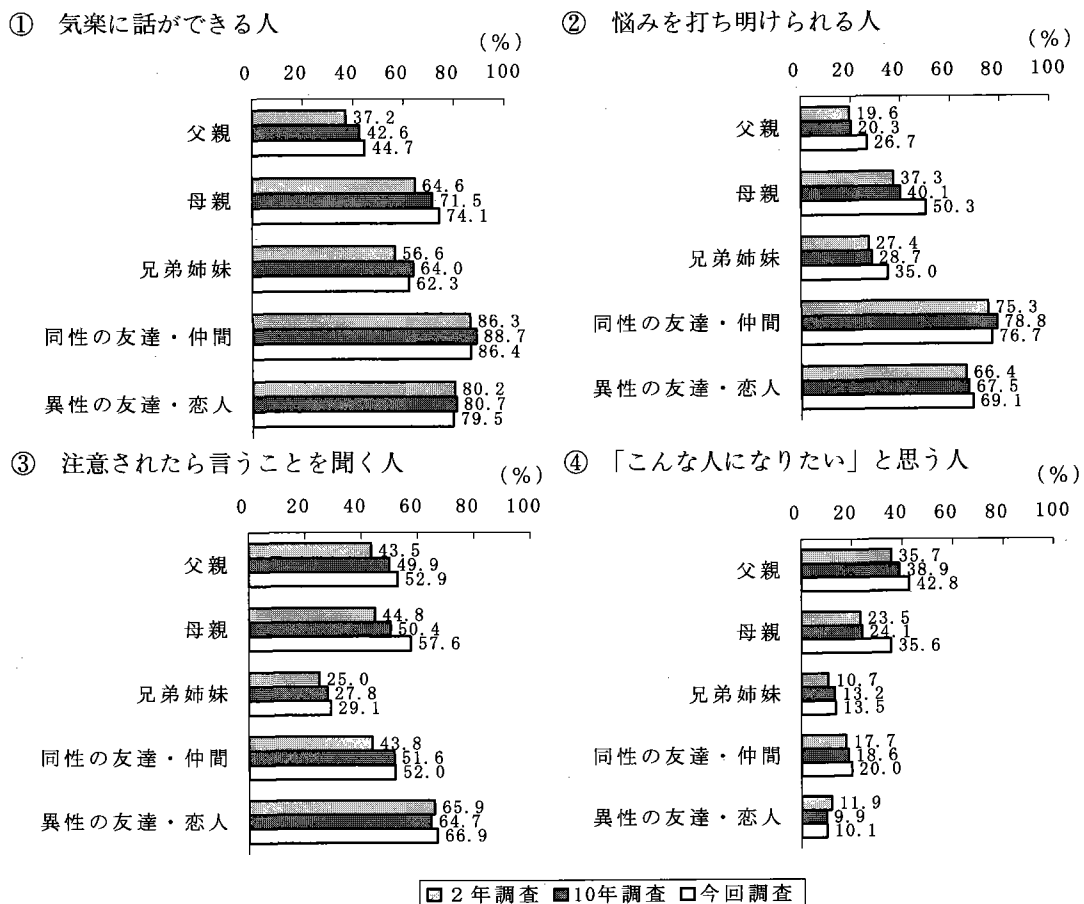 ① 気楽に話ができる人
(%)
0 20 40 60 80 100
父親 37.2 42.6 44.7
母親 64.6 71.5 74.1
兄弟姉妹 56.6 64.0 62.3
同性の友達・仲間 86.3 88.7 86.4
異性の友達・恋人 80.2 80.7 79.5
② 悩みを打ち明けられる人
(%)
0 20 40 60 80 100
父親 19.6 20.3 26.7
母親 37.3 40.1 50.3
兄弟姉妹 27.4 28.7 35.0
同性の友達・仲間 75.3 78.8 76.7
異性の友達・恋人 66.4 67.5 69.1
③ 注意されたら言うことを聞く人
(%)
0 20 40 60 80 100
父親 43.5 49.9 52.9
母親 44.8 50.4 57.6
兄弟姉妹 25.0 27.8 29.1
同性の友達・仲間 43.8 51.6 52.0
異性の友達・恋人 65.9 64.7 66.9
④ 「こんな人になりたい」と思う人
(%)
0 20 40 60 80 100
父親 35.7 38.9 42.8
母親 23.5 24.1 35.6
兄弟姉妹 10.7 13.2 13.5
同性の友達・仲間 17.7 18.6 20.0
異性の友達・恋人 11.9 9.9 10.1
2年調査 10年調査 今回調査